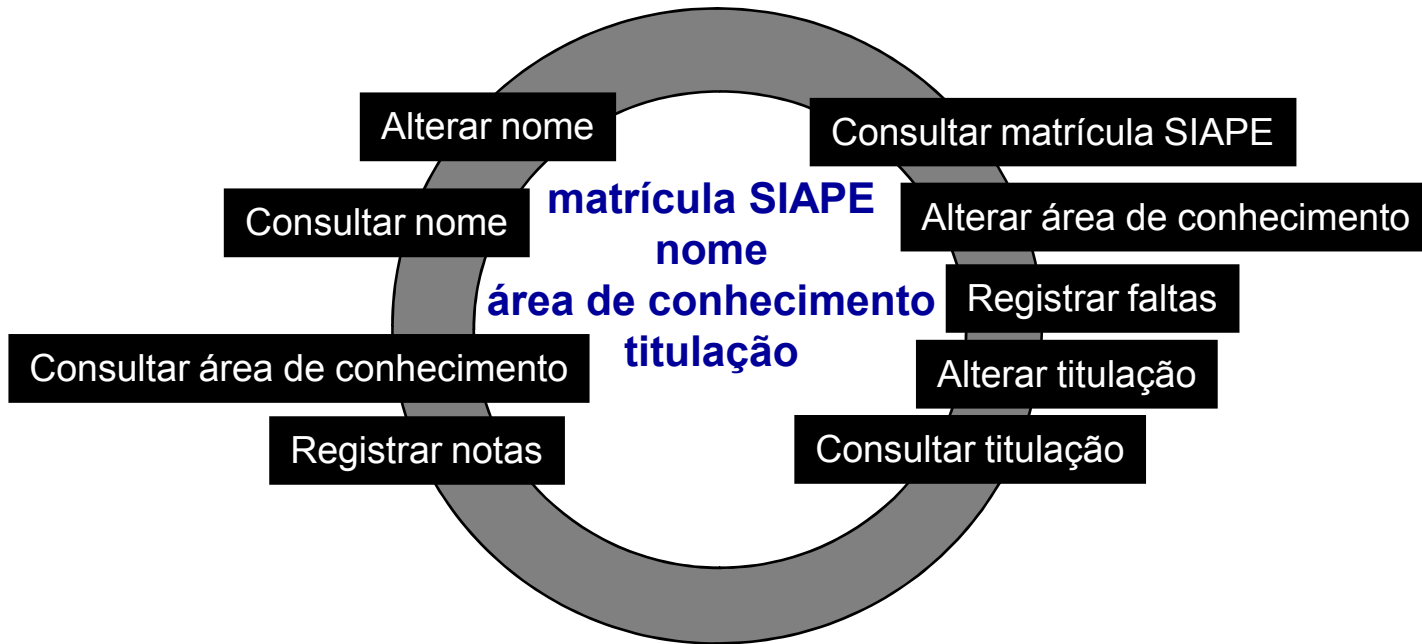 Alterar nome
Consultar nome
Consultar área de conhecimento
Registrar notas
matrícula SIAPE
nome
área de conhecimento
titulação
Consultar matrícula SIAPE
Alterar área de conhecimento
Registrar faltas
Alterar titulação
Consultar titulação